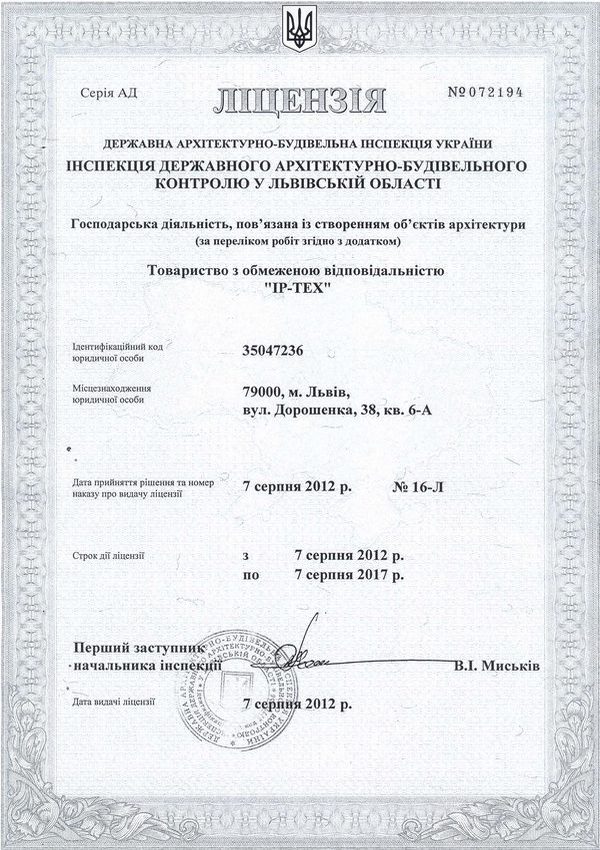 Серія АД
ЛІЦЕНЗІЯ
№072194
ДЕРЖАВНА АРХІТЕКТУРНО-БУДІВЕЛЬНА ІНСПЕКЦІЯ УКРАЇНИ
ІНСПЕКЦІЯ ДЕРЖАВНОГО АРХІТЕКТУРНО-БУДІВЕЛЬНОГО
КОНТРОЛЮ У ЛЬВІВСЬКІЙ ОБЛАСТІ
Господарська діяльність, пов’язана із створенням об’єктів архітектури
(за переліком робіт згідно з додатком)
Товариство з обмеженою відповідальністю
"ІР-ТЕХ"
Ідентифікаційний код
юридичної особи
35047236
Місцезнаходження
юридичної особи
79000, м. Львів,
вул. Дорошенка, 38, кв. 6-А
Дата прийняття рішення та номер
наказу про видачу ліцензії
7 серпня 2012 р. № 16-Л
Строк дії ліцензії
з 7 серпня 2012 р.
по 7 серпня 2017 р.
Перший заступник
начальника інспекції
В.І. Миськів
Дата видачі ліцензії
7 серпня 2012 р.